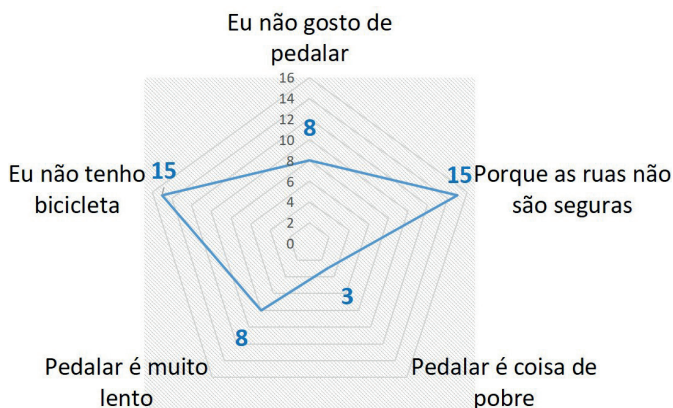 Eu não gosto de
pedalar
16
14
12
10
8
6
4
2
0
8
15
Porque as ruas não
são seguras
3
Pedalar é coisa de
pobre
8
Pedalar é muito
lento
15
Eu não tenho
bicicleta